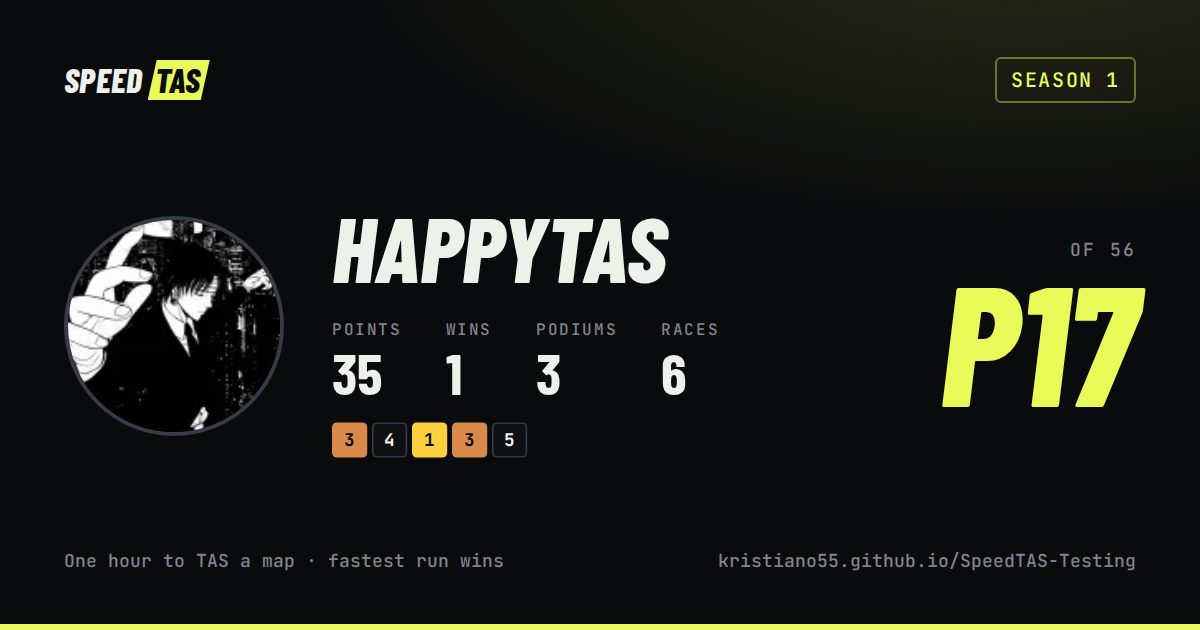 SPEED TAS
SEASON 1
HAPPYTAS
OF 56
P17
POINTS WINS PODIUMS RACES
35 1 3 6
3 4 1 3 5
One hour to TAS a map · fastest run wins
kristiano55.github.io/SpeedTAS-Testing